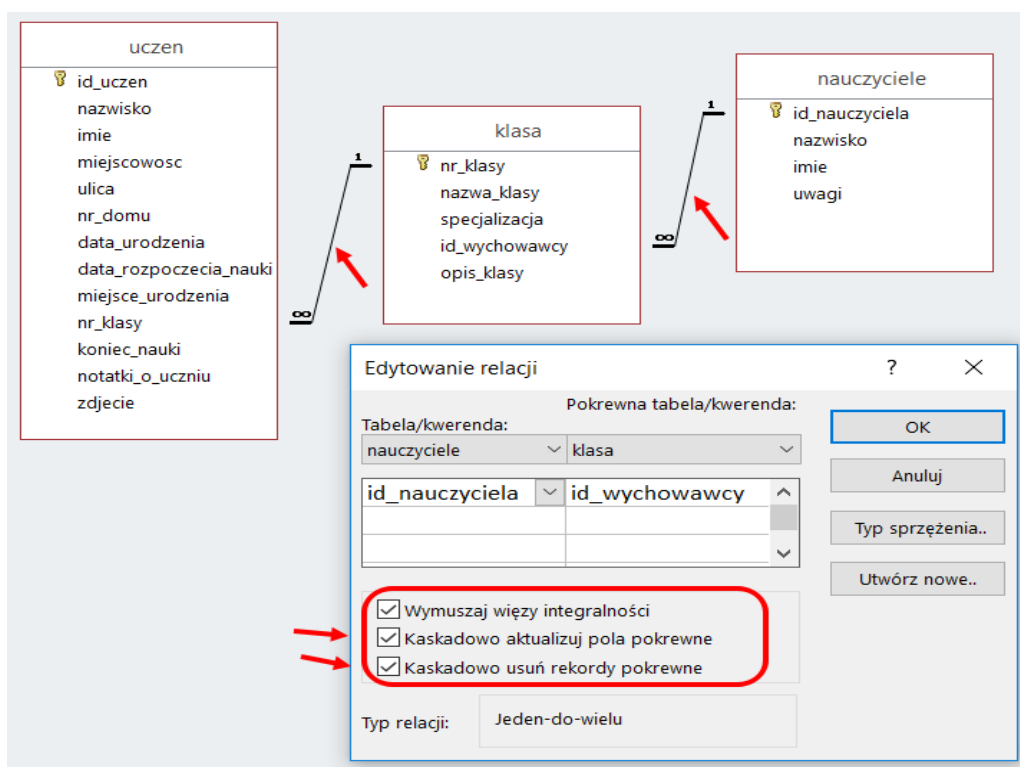 uczen
id_uczen
nazwisko
imie
miejscowosc
ulica
nr_domu
data_urodzenia
data_rozpoczecia_nauki
miejsce_urodzenia
nr_klasy
koniec_nauki
notatki_o_uczniu
zdjecie
1
∞
klasa
nr_klasy
nazwa_klasy
specjalizacja
id_wychowawcy
opis_klasy
1
∞
nauczyciele
id_nauczyciela
nazwisko
imie
uwagi
Edytowanie relacji
?
Tabela/kwerenda:
Pokrewna tabela/kwerenda:
nauczyciele
klasa
id_nauczyciela
id_wychowawcy
OK
Anuluj
Typ sprzężenia..
Utwórz nowe..
Wymuszaj więzy integralności
Kaskadowo aktualizuj pola pokrewne
Kaskadowo usuń rekordy pokrewne
Typ relacji:
Jeden-do-wielu